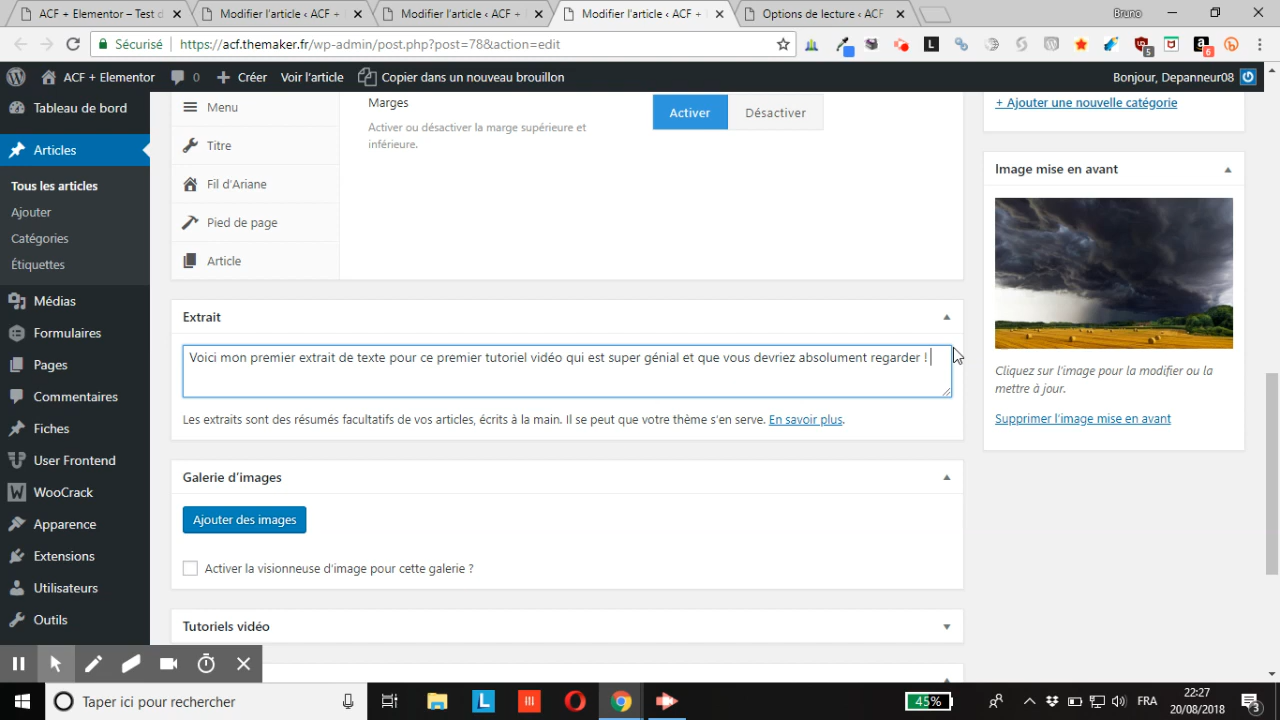 ACF + Elementor – Test d
Modifier l'article ‹ ACF +
Modifier l'article ‹ ACF +
Modifier l'article ‹ ACF +
Options de lecture ‹ ACF
Bruno
Sécurisé
https://acf.themaker.fr/wp-admin/post.php?post=78&action=edit
L
5
6
ACF + Elementor
0
Créer
Voir l'article
Copier dans un nouveau brouillon
Bonjour, Depanneur08
Tableau de bord
Articles
Tous les articles
Ajouter
Catégories
Étiquettes
Médias
Formulaires
Pages
Commentaires
Fiches
User Frontend
WooCrack
Apparence
Extensions
Utilisateurs
Outils
Menu
Titre
Fil d'Ariane
Pied de page
Article
Marges
Activer ou désactiver la marge supérieure et
inférieure.
Activer
Désactiver
Extrait
Voici mon premier extrait de texte pour ce premier tutoriel vidéo qui est super génial et que vous devriez absolument regarder !
Les extraits sont des résumés facultatifs de vos articles, écrits à la main. Il se peut que votre thème s'en serve. En savoir plus.
Galerie d'images
Ajouter des images
Activer la visionneuse d'image pour cette galerie ?
Tutoriels vidéo
+ Ajouter une nouvelle catégorie
Image mise en avant
Cliquez sur l'image pour la modifier ou la
mettre à jour.
Supprimer l'image mise en avant
Taper ici pour rechercher
L
45%
FRA
22:27
20/08/2018
3